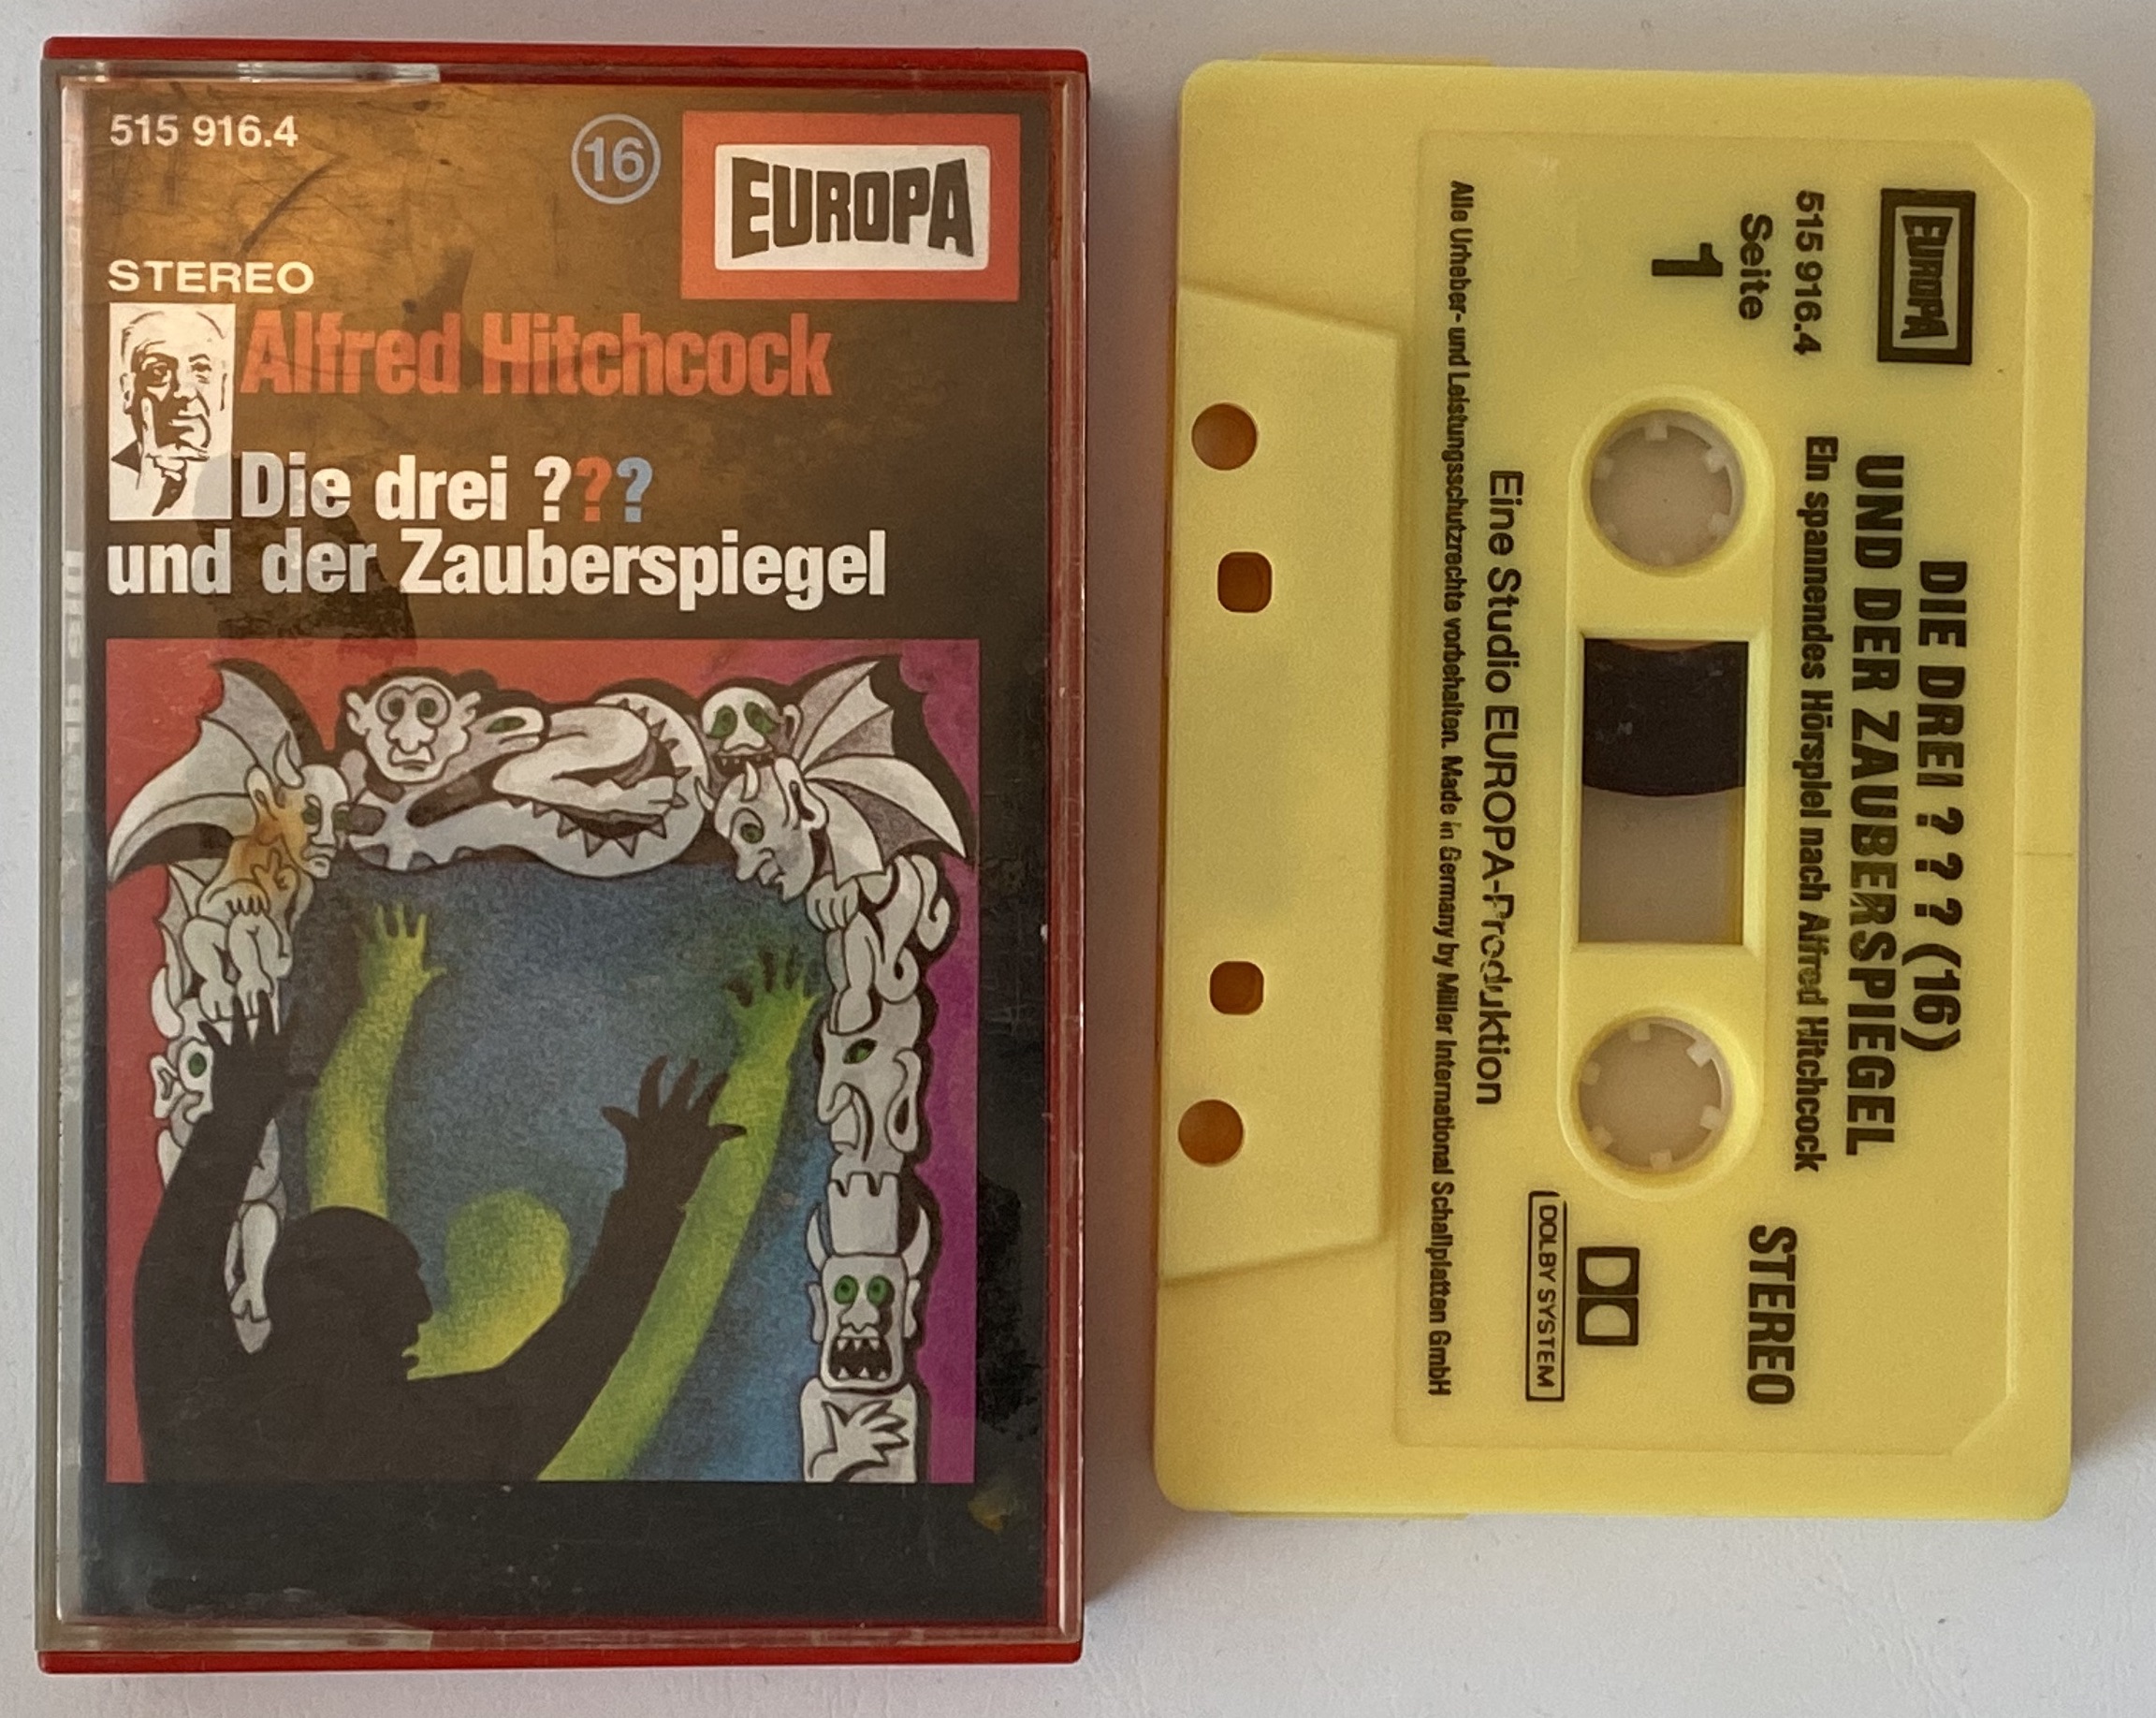 515 916.4
16
EUROPA
STEREO
Alfred Hitchcock
Die drei ???
und der Zauberspiegel
EUROPA
515 916.4
Seite
1
DIE DREI ? ? ? (16)
UND DER ZAUBERSPIEGEL
Ein spannendes Hörspiel nach Alfred Hitchcock
STEREO
DOLBY SYSTEM
Eine Studio EUROPA-Produktion
Alle Urheber- und Leistungsschutzrechte vorbehalten. Made in Germany by Miller International Schallplatten GmbH